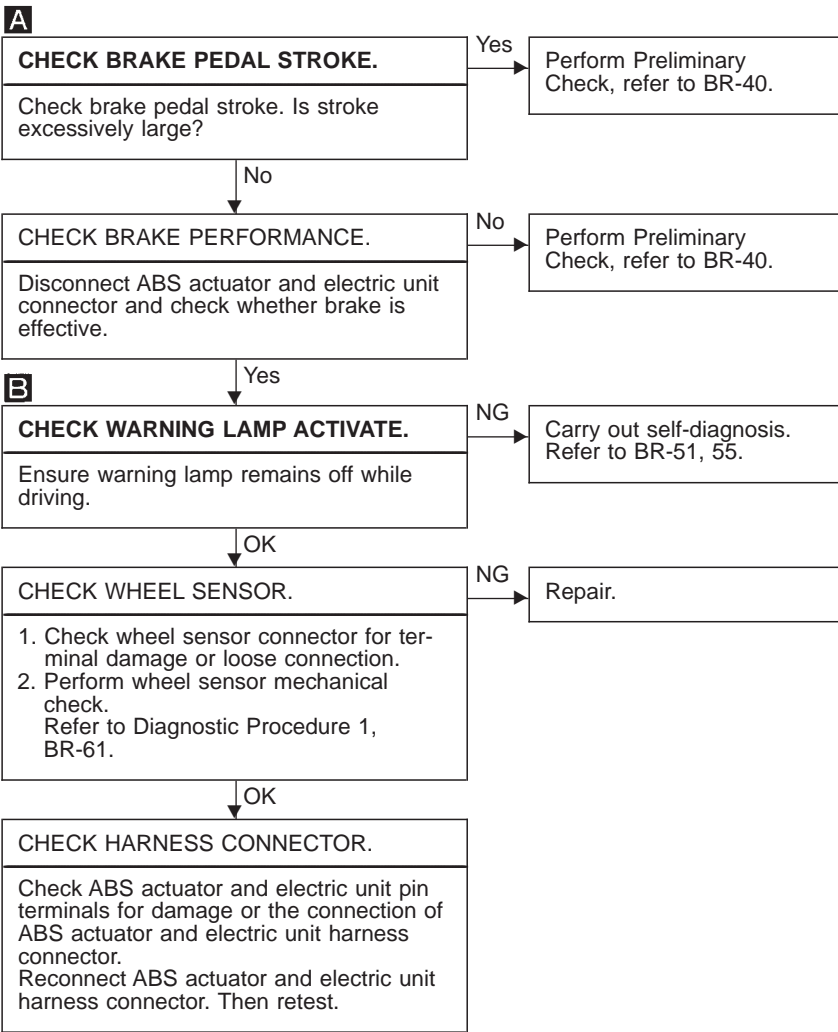 A
CHECK BRAKE PEDAL STROKE.
Check brake pedal stroke. Is stroke
excessively large?
Yes
Perform Preliminary
Check, refer to BR-40.
No
CHECK BRAKE PERFORMANCE.
Disconnect ABS actuator and electric unit
connector and check whether brake is
effective.
No
Perform Preliminary
Check, refer to BR-40.
Yes
B
CHECK WARNING LAMP ACTIVATE.
Ensure warning lamp remains off while
driving.
NG
Carry out self-diagnosis.
Refer to BR-51, 55.
OK
CHECK WHEEL SENSOR.
1. Check wheel sensor connector for ter-
minal damage or loose connection.
2. Perform wheel sensor mechanical
check.
Refer to Diagnostic Procedure 1,
BR-61.
NG
Repair.
OK
CHECK HARNESS CONNECTOR.
Check ABS actuator and electric unit pin
terminals for damage or the connection of
ABS actuator and electric unit harness
connector.
Reconnect ABS actuator and electric unit
harness connector. Then retest.